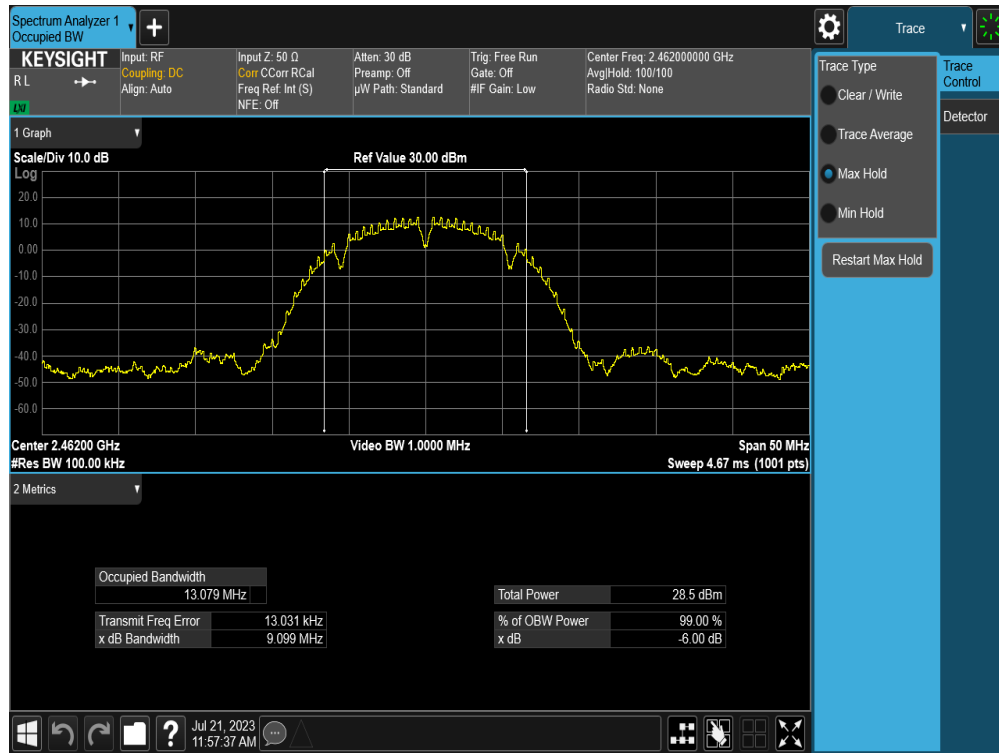 Spectrum Analyzer 1
Occupied BW
+
Trace
KEYSIGHT
R L
LXI
Input: RF
Coupling: DC
Align: Auto
Input Z: 50 Ω
Corr CCorr RCal
Freq Ref: Int (S)
NFE: Off
Atten: 30 dB
Preamp: Off
µW Path: Standard
Trig: Free Run
Gate: Off
#IF Gain: Low
Center Freq: 2.462000000 GHz
Avg|Hold: 100/100
Radio Std: None
Trace Type
Clear / Write
Trace Average
Max Hold
Min Hold
Restart Max Hold
Trace
Control
Detector
1 Graph
Scale/Div 10.0 dB
Ref Value 30.00 dBm
Log
20.0
10.0
0.00
-10.0
-20.0
-30.0
-40.0
-50.0
-60.0
Center 2.46200 GHz
Video BW 1.0000 MHz
Span 50 MHz
#Res BW 100.00 kHz
Sweep 4.67 ms (1001 pts)
2 Metrics
Occupied Bandwidth
13.079 MHz
Transmit Freq Error 13.031 kHz
x dB Bandwidth 9.099 MHz
Total Power 28.5 dBm
% of OBW Power 99.00 %
x dB -6.00 dB
?
Jul 21, 2023
11:57:37 AM